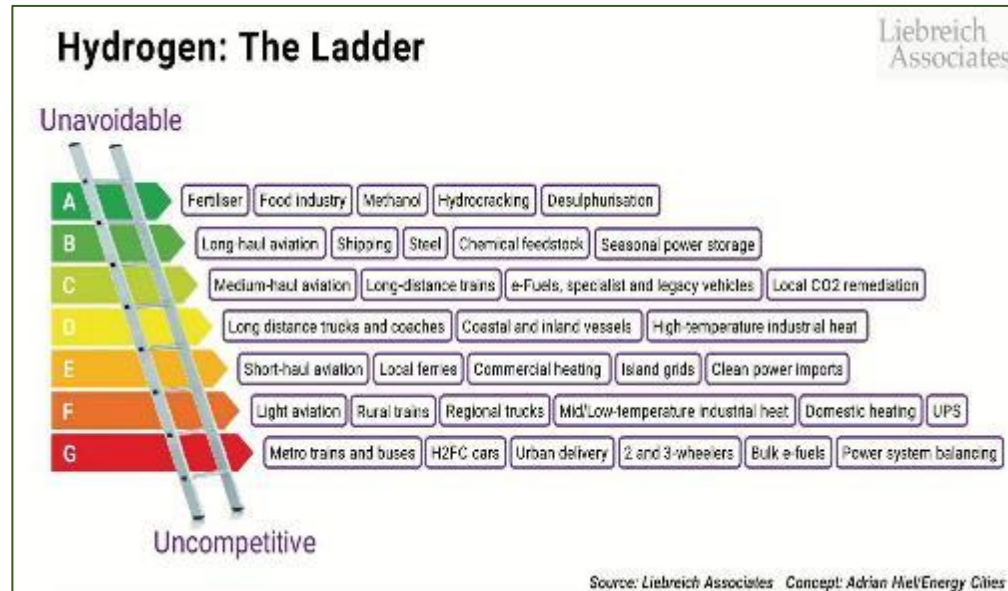 Hydrogen: The Ladder
Liebreich
Associates
Unavoidable
A Fertiliser Food industry Methanol Hydrocracking Desulphurisation
B Long-haul aviation Shipping Steel Chemical feedstock Seasonal power storage
C Medium-haul aviation Long-distance trains e-Fuels, specialist and legacy vehicles Local CO2 remediation
D Long distance trucks and coaches Coastal and inland vessels High-temperature industrial heat
E Short-haul aviation Local ferries Commercial heating Island grids Clean power imports
F Light aviation Rural trains Regional trucks Mid/Low-temperature industrial heat Domestic heating UPS
G Metro trains and buses H2FC cars Urban delivery 2 and 3-wheelers Bulk e-fuels Power system balancing
Uncompetitive
Source: Liebreich Associates Concept: Adrian Hiel/Energy Cities